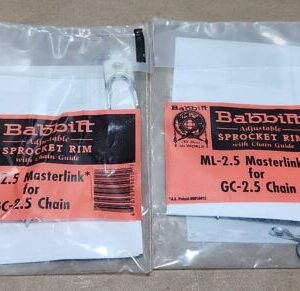 Babbitt
Adjustable
SPROCKET RIM
with Chain Guide
2.5 Masterlink*
for
GC-2.5 Chain
Babbitt
Adjustable
SPROCKET RIM
with Chain Guide
ML-2.5 Masterlink
for
GC-2.5 Chain